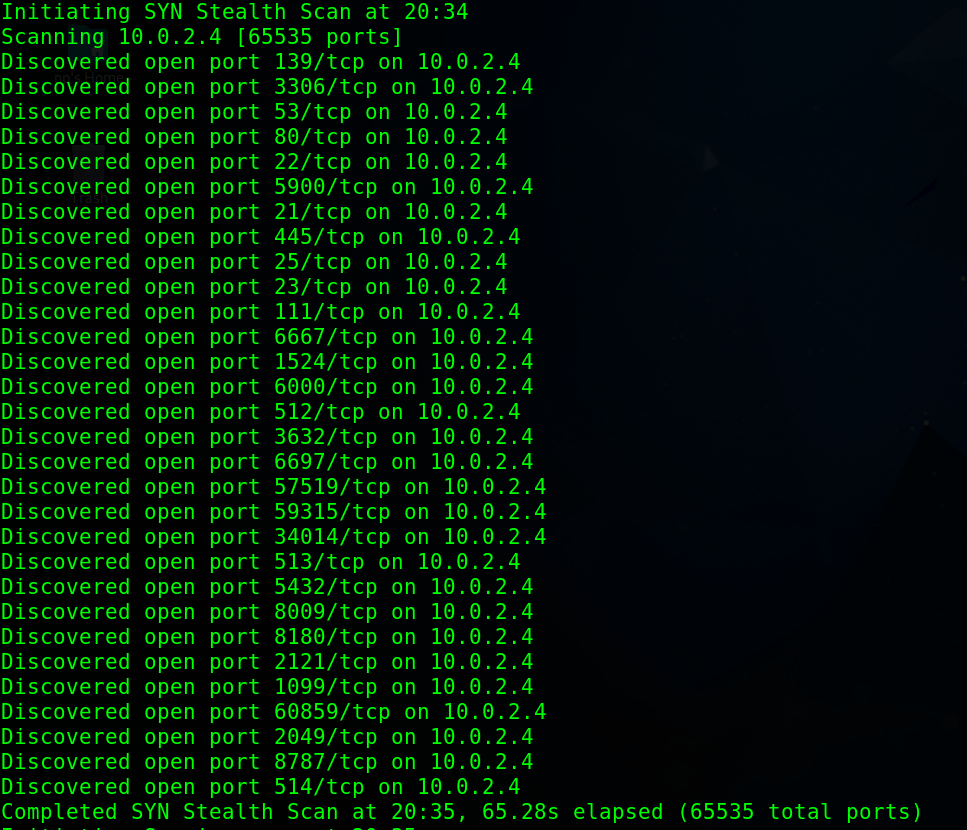 Initiating SYN Stealth Scan at 20:34
Scanning 10.0.2.4 [65535 ports]
Discovered open port 139/tcp on 10.0.2.4
Discovered open port 3306/tcp on 10.0.2.4
Discovered open port 53/tcp on 10.0.2.4
Discovered open port 80/tcp on 10.0.2.4
Discovered open port 22/tcp on 10.0.2.4
Discovered open port 5900/tcp on 10.0.2.4
Discovered open port 21/tcp on 10.0.2.4
Discovered open port 445/tcp on 10.0.2.4
Discovered open port 25/tcp on 10.0.2.4
Discovered open port 23/tcp on 10.0.2.4
Discovered open port 111/tcp on 10.0.2.4
Discovered open port 6667/tcp on 10.0.2.4
Discovered open port 1524/tcp on 10.0.2.4
Discovered open port 6000/tcp on 10.0.2.4
Discovered open port 512/tcp on 10.0.2.4
Discovered open port 3632/tcp on 10.0.2.4
Discovered open port 6697/tcp on 10.0.2.4
Discovered open port 57519/tcp on 10.0.2.4
Discovered open port 59315/tcp on 10.0.2.4
Discovered open port 34014/tcp on 10.0.2.4
Discovered open port 513/tcp on 10.0.2.4
Discovered open port 5432/tcp on 10.0.2.4
Discovered open port 8009/tcp on 10.0.2.4
Discovered open port 8180/tcp on 10.0.2.4
Discovered open port 2121/tcp on 10.0.2.4
Discovered open port 1099/tcp on 10.0.2.4
Discovered open port 60859/tcp on 10.0.2.4
Discovered open port 2049/tcp on 10.0.2.4
Discovered open port 8787/tcp on 10.0.2.4
Discovered open port 514/tcp on 10.0.2.4
Completed SYN Stealth Scan at 20:35, 65.28s elapsed (65535 total ports)